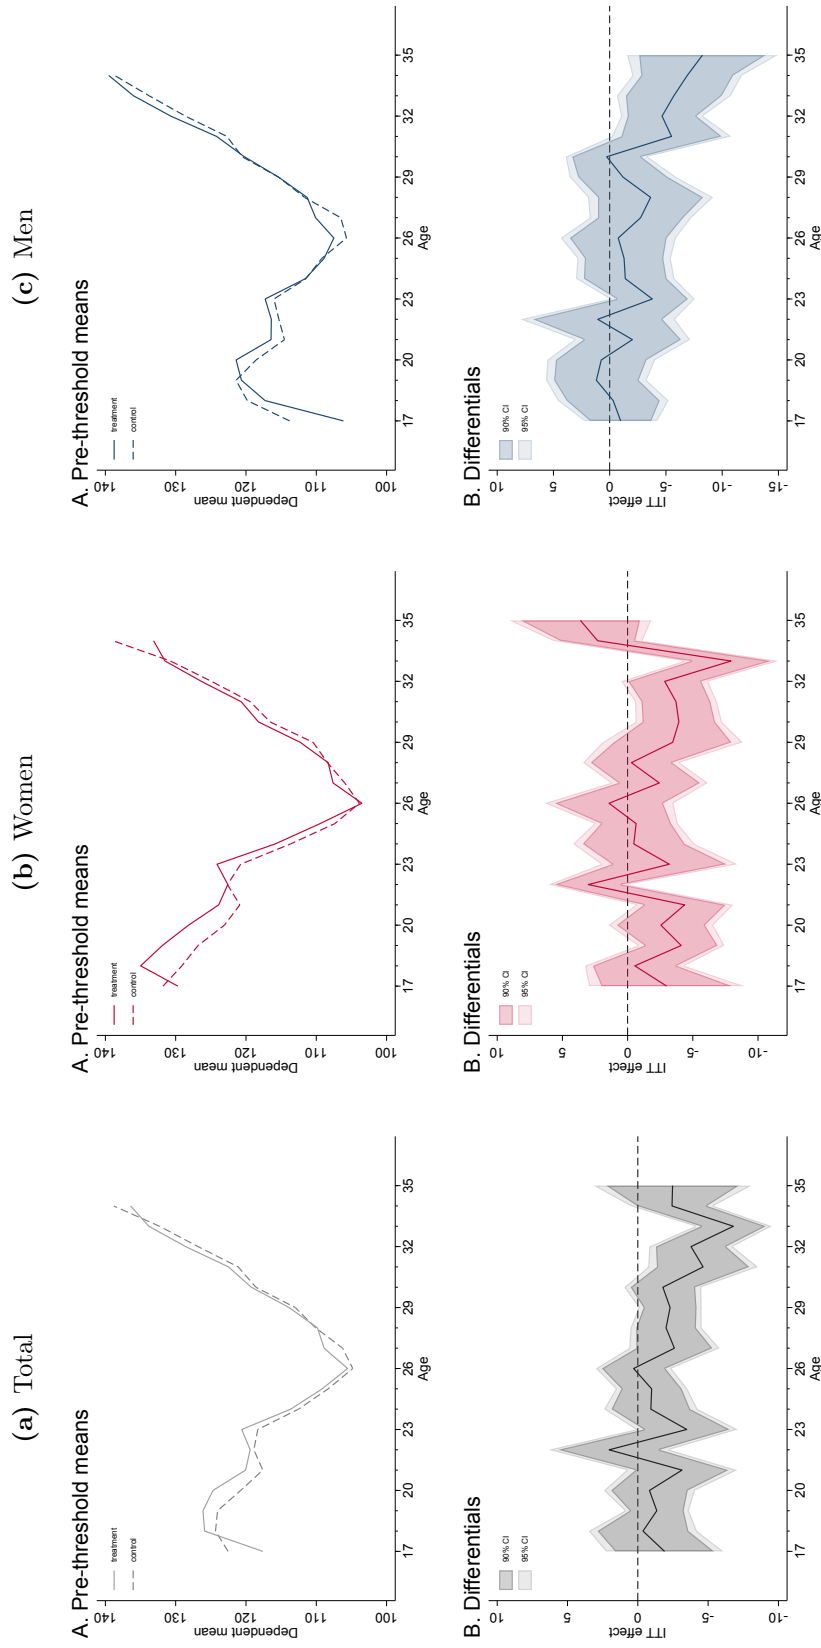 (a) Total
A. Pre-threshold means
treatment
control
Dependent mean
140
130
120
110
100
17
20
23
26
29
32
35
Age
B. Differentials
90% CI
95% CI
ITT effect
10
5
0
-5
-10
17
20
23
26
29
32
35
Age
(b) Women
A. Pre-threshold means
treatment
control
Dependent mean
140
130
120
110
100
17
20
23
26
29
32
35
Age
B. Differentials
90% CI
95% CI
ITT effect
10
5
0
-5
-10
17
20
23
26
29
32
35
Age
(c) Men
A. Pre-threshold means
treatment
control
Dependent mean
140
130
120
110
100
17
20
23
26
29
32
35
Age
B. Differentials
90% CI
95% CI
ITT effect
10
5
0
-5
-10
-15
17
20
23
26
29
32
35
Age